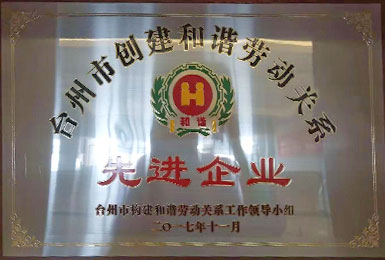 台州市创建和谐劳动关系
和谐
先进企业
台州市构建和谐劳动关系工作领导小组
二〇一七年十一月